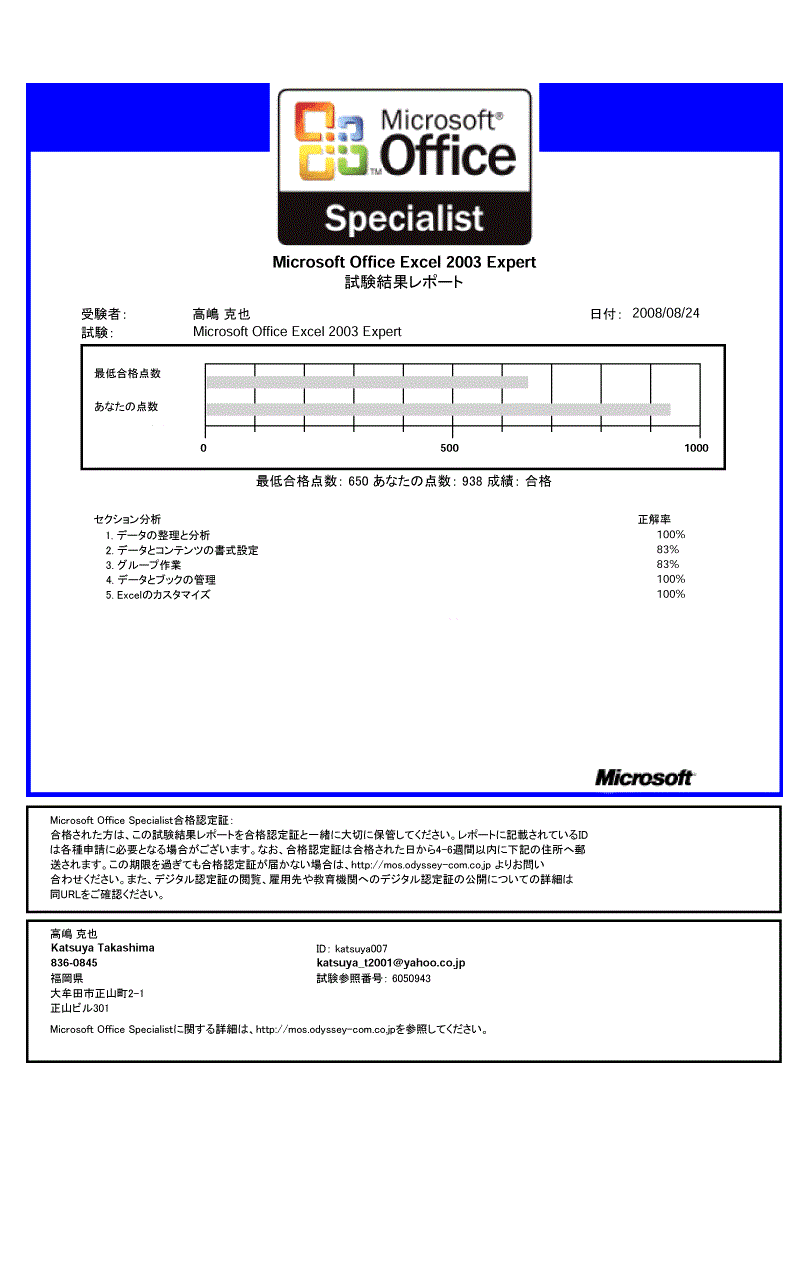 Microsoft®
Office
TM
Specialist
Microsoft Office Excel 2003 Expert
試験結果レポート
受験者: 高嶋 克也 日付: 2008/08/24
試験: Microsoft Office Excel 2003 Expert
最低合格点数
あなたの点数
0 500 1000
最低合格点数: 650 あなたの点数: 938 成績: 合格
セクション分析 正解率
1. データの整理と分析 100%
2. データとコンテンツの書式設定 83%
3. グループ作業 83%
4. データとブックの管理 100%
5. Excelのカスタマイズ 100%
Microsoft
Microsoft Office Specialist合格認定証:
合格された方は、この試験結果レポートを合格認定証と一緒に大切に保管してください。レポートに記載されているID
は各種申請に必要となる場合がございます。なお、合格認定証は合格された日から4-6週間以内に下記の住所へ郵
送されます。この期限を過ぎても合格認定証が届かない場合は、http://mos.odyssey-com.co.jp よりお問い
合わせください。また、デジタル認定証の閲覧、雇用先や教育機関へのデジタル認定証の公開についての詳細は
同URLをご確認ください。
高嶋 克也
Katsuya Takashima ID: katsuya007
836-0845 katsuya_t2001@yahoo.co.jp
福岡県 試験参照番号: 6050943
大牟田市正山町2-1
正山ビル301
Microsoft Office Specialistに関する詳細は、http://mos.odyssey-com.co.jpを参照してください。